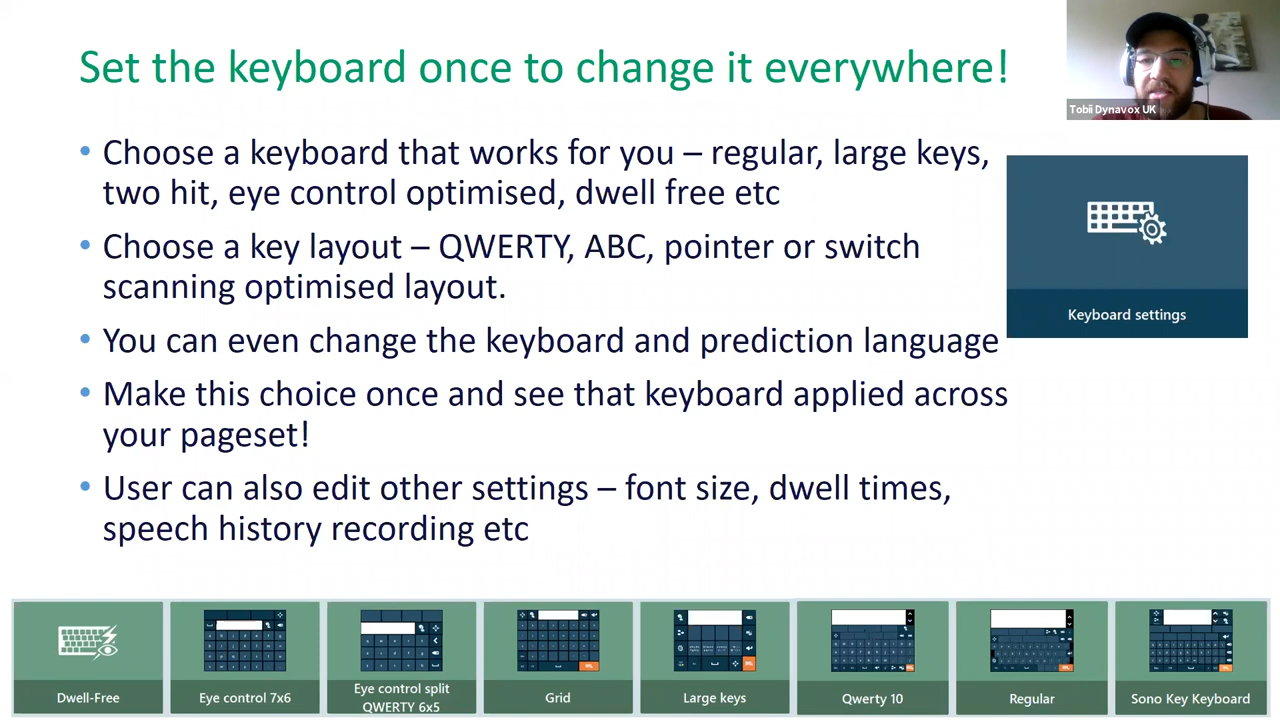 Set the keyboard once to change it everywhere!
Tobii Dynavox UK
• Choose a keyboard that works for you – regular, large keys,
two hit, eye control optimised, dwell free etc
• Choose a key layout – QWERTY, ABC, pointer or switch
scanning optimised layout.
• You can even change the keyboard and prediction language
• Make this choice once and see that keyboard applied across
your pageset!
• User can also edit other settings – font size, dwell times,
speech history recording etc
Keyboard settings
Dwell-Free
Eye control 7x6
Eye control split
QWERTY 6x5
Grid
Large keys
Qwerty 10
Regular
Sono Key Keyboard